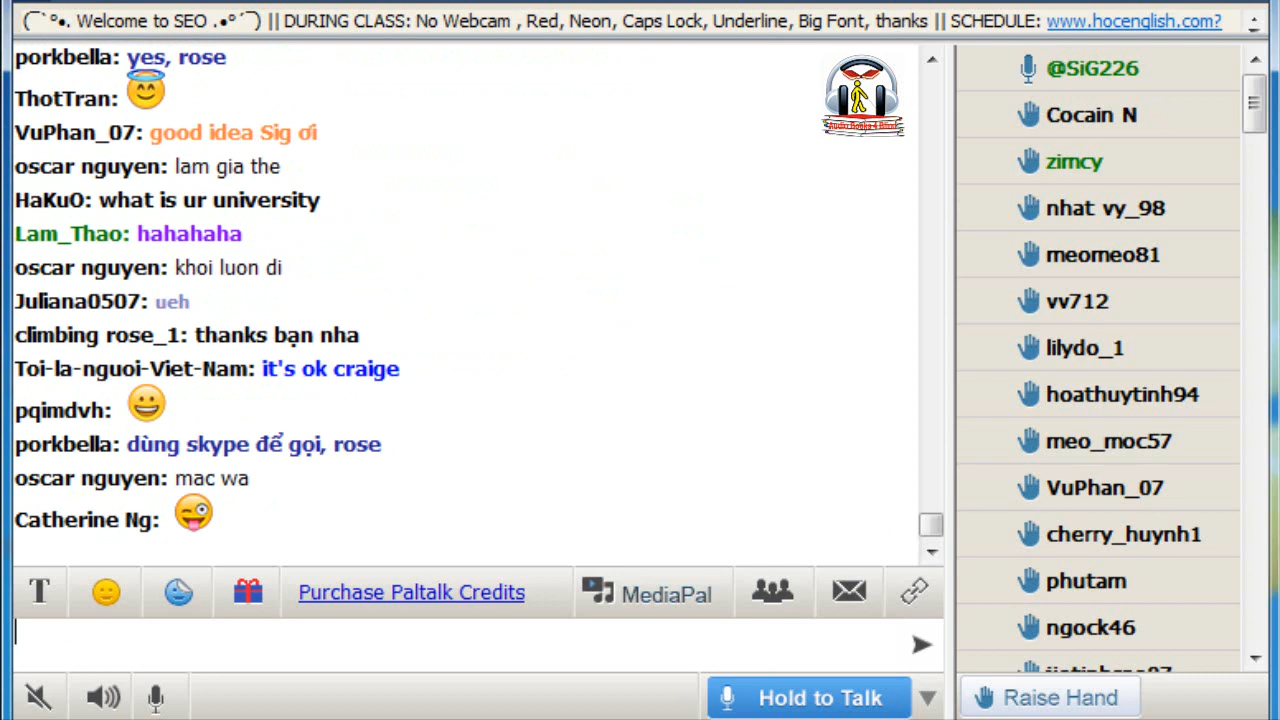 (¯`°•. Welcome to SEO .•°´¯) || DURING CLASS: No Webcam , Red, Neon, Caps Lock, Underline, Big Font, thanks || SCHEDULE: www.hocenglish.com?
porkbella: yes, rose
ThotTran:
VuPhan_07: good idea Sig ơi
oscar nguyen: lam gia the
HaKuO: what is ur university
Lam_Thao: hahahaha
oscar nguyen: khoi luon di
Juliana0507: ueh
climbing rose_1: thanks bạn nha
Toi-la-nguoi-Viet-Nam: it's ok craige
pqimdvh:
porkbella: dùng skype để gọi, rose
oscar nguyen: mac wa
Catherine Ng:
@SiG226
Cocain N
zimcy
nhat vy_98
meomeo81
vv712
lilydo_1
hoathuytinh94
meo_moc57
VuPhan_07
cherry_huynh1
phutam
ngock46
T
Purchase Paltalk Credits
MediaPal
Hold to Talk
Raise Hand